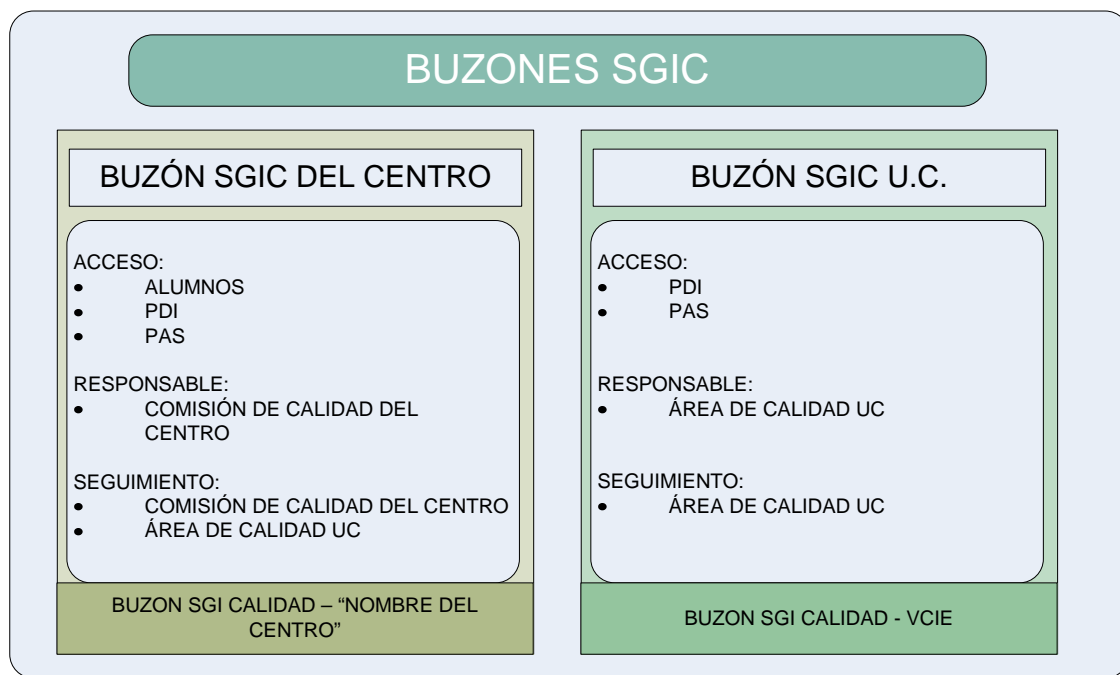 BUZONES SGIC
BUZÓN SGIC DEL CENTRO
ACCESO:
• ALUMNOS
• PDI
• PAS
RESPONSABLE:
• COMISIÓN DE CALIDAD DEL
CENTRO
SEGUIMIENTO:
• COMISIÓN DE CALIDAD DEL CENTRO
• ÁREA DE CALIDAD UC
BUZON SGI CALIDAD – “NOMBRE DEL
CENTRO”
BUZÓN SGIC U.C.
ACCESO:
• PDI
• PAS
RESPONSABLE:
• ÁREA DE CALIDAD UC
SEGUIMIENTO:
• ÁREA DE CALIDAD UC
BUZON SGI CALIDAD - VCIE